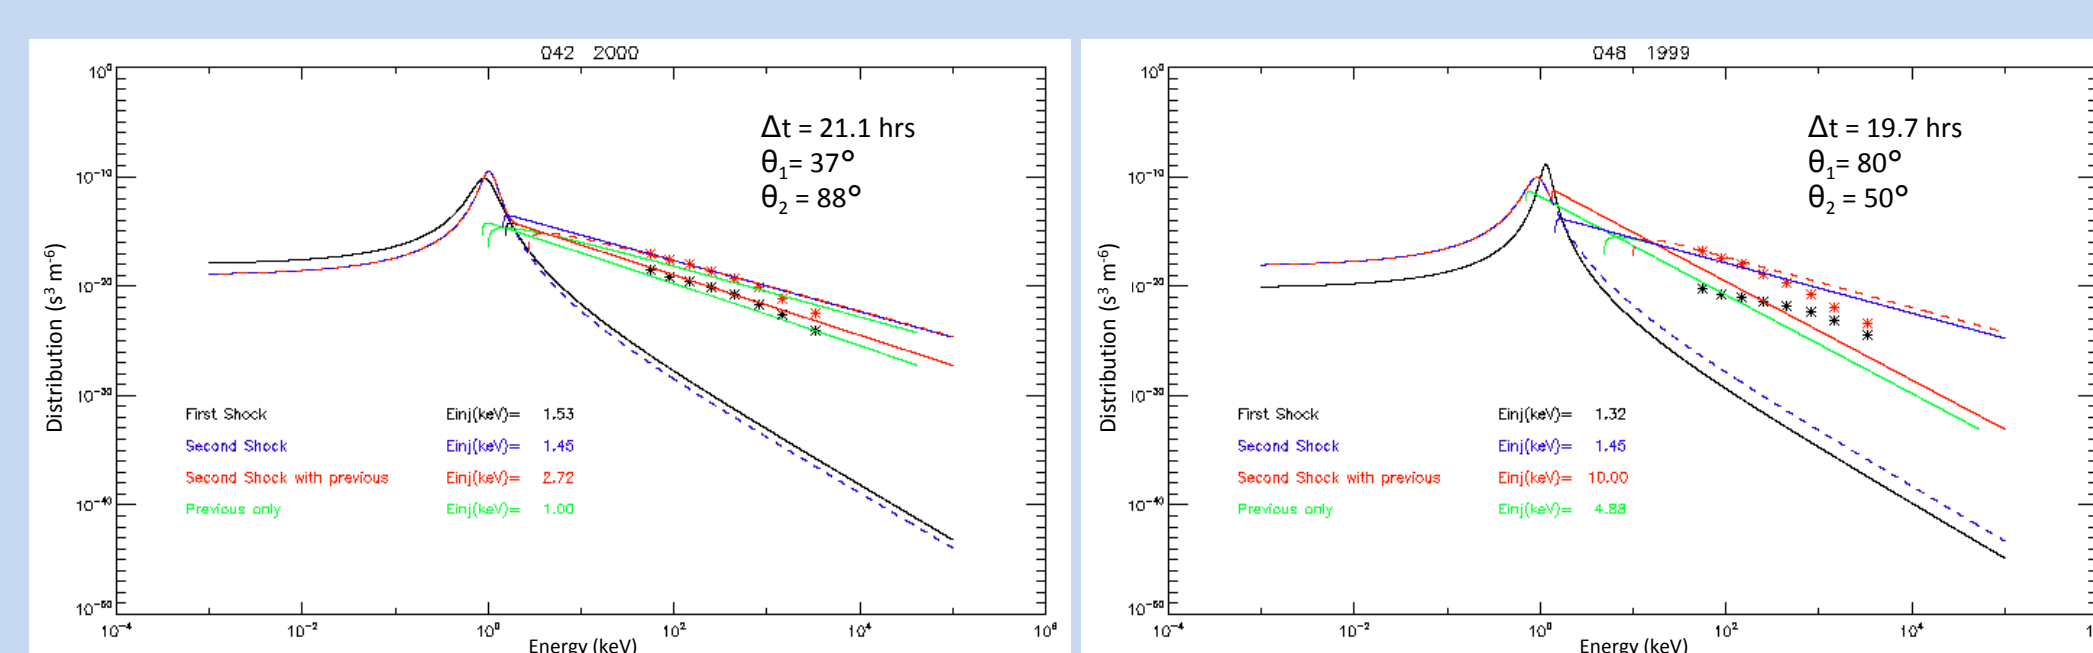 042 2000
Δt = 21.1 hrs
θ1= 37°
θ2 = 88°
Distribution (s3 m-6)
10^0
10^-10
10^-20
10^-30
10^-40
10^-50
First Shock Einj(keV)= 1.53
Second Shock Einj(keV)= 1.45
Second Shock with previous Einj(keV)= 2.72
Previous only Einj(keV)= 1.00
10^-4 10^-2 10^0 10^2 10^4 10^6
Energy (keV)
048 1999
Δt = 19.7 hrs
θ1= 80°
θ2 = 50°
Distribution (s3 m-6)
10^0
10^-10
10^-20
10^-30
10^-40
10^-50
First Shock Einj(keV)= 1.32
Second Shock Einj(keV)= 1.45
Second Shock with previous Einj(keV)= 10.00
Previous only Einj(keV)= 4.88
10^-4 10^-2 10^0 10^2 10^4
Energy (keV)